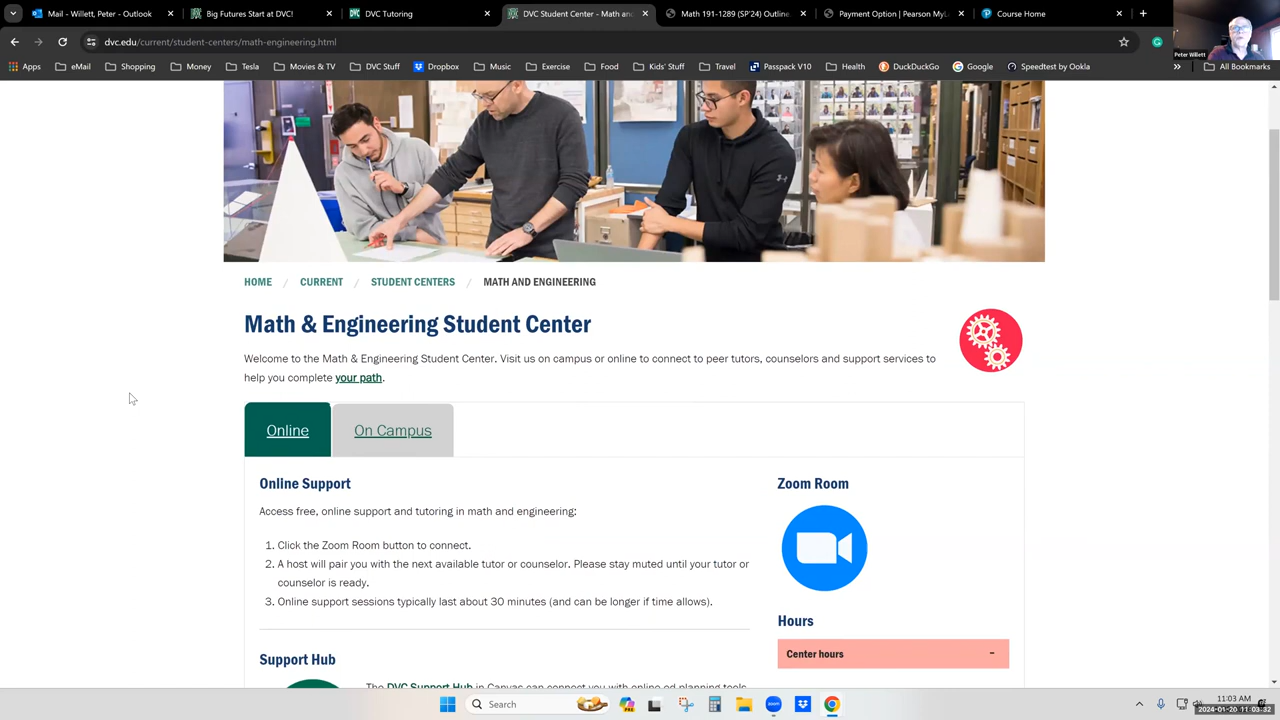 Mail - Willett, Peter - Outlook
Big Futures Start at DVC!
DVC Tutoring
DVC Student Center - Math an
Math 191-1289 (SP'24) Outline.
Payment Option | Pearson MyL
Course Home
dvc.edu/current/student-centers/math-engineering.html
Peter Willett
Apps
eMail
Shopping
Money
Tesla
Movies & TV
DVC Stuff
Dropbox
Music
Exercise
Food
Kids' Stuff
Travel
Passpack V10
Health
DuckDuckGo
Google
Speedtest by Ookla
»
All Bookmarks
HOME / CURRENT / STUDENT CENTERS / MATH AND ENGINEERING
Math & Engineering Student Center
Welcome to the Math & Engineering Student Center. Visit us on campus or online to connect to peer tutors, counselors and support services to
help you complete your path.
Online
On Campus
Online Support
Access free, online support and tutoring in math and engineering:
1. Click the Zoom Room button to connect.
2. A host will pair you with the next available tutor or counselor. Please stay muted until your tutor or
counselor is ready.
3. Online support sessions typically last about 30 minutes (and can be longer if time allows).
Support Hub
The DVC Support Hub in Canvas can connect you with online ed planning tools
Zoom Room
Hours
Center hours -
Search
11:03 AM
2024-01-20 11:03:52